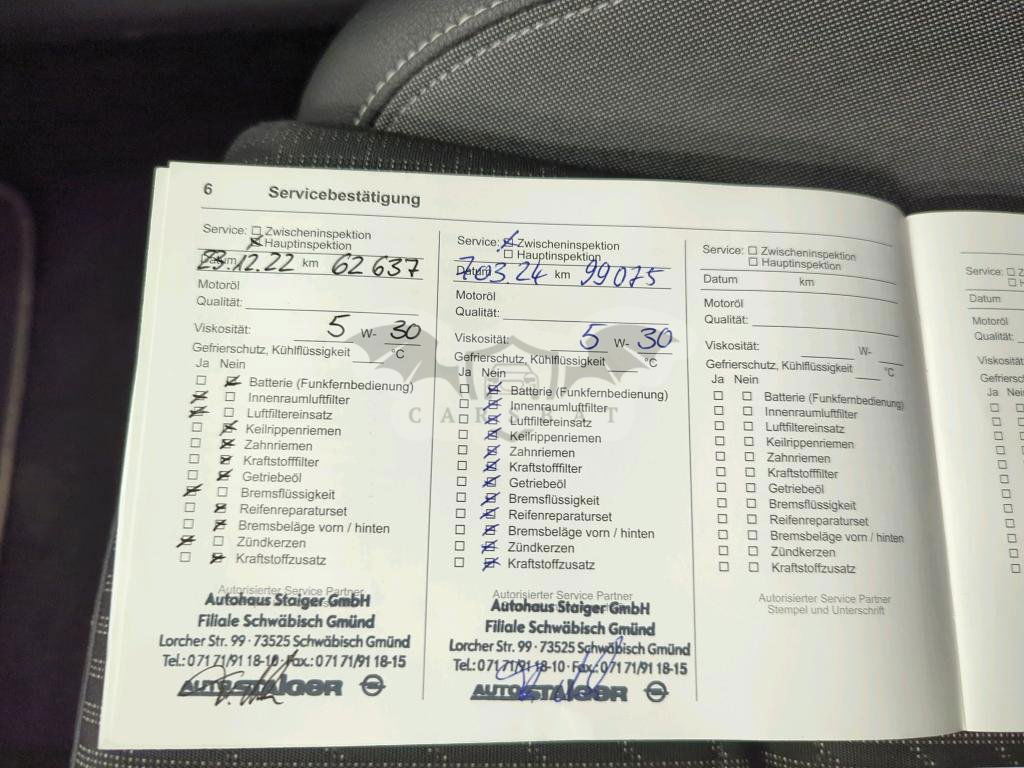 6 Servicebestätigung
Service: Zwischeninspektion
Hauptinspektion
Datum 23.12.22 km 62 637
Motoröl
Qualität:
Viskosität: 5 W- 30
Gefrierschutz, Kühlflüssigkeit °C
Ja Nein
Batterie (Funkfernbedienung)
Innenraumluftfilter
Luftfiltereinsatz
Keilrippenriemen
Zahnriemen
Kraftstofffilter
Getriebeöl
Bremsflüssigkeit
Reifenreparaturset
Bremsbeläge vorn / hinten
Zündkerzen
Kraftstoffzusatz
Autorisierter Service Partner
Autohaus Staiger GmbH
Filiale Schwäbisch Gmünd
Lorcher Str. 99 · 73525 Schwäbisch Gmünd
Tel.: 07171/91 18-10 · Fax.: 07171/91 18-15
AUTOSTAIGER
Service: Zwischeninspektion
Hauptinspektion
Datum 7.03.24 km 99075
Motoröl
Qualität:
Viskosität: 5 W- 30
Gefrierschutz, Kühlflüssigkeit °C
Ja Nein
Batterie (Funkfernbedienung)
Innenraumluftfilter
Luftfiltereinsatz
Keilrippenriemen
Zahnriemen
Kraftstofffilter
Getriebeöl
Bremsflüssigkeit
Reifenreparaturset
Bremsbeläge vorn / hinten
Zündkerzen
Kraftstoffzusatz
Autorisierter Service Partner
Autohaus Staiger GmbH
Filiale Schwäbisch Gmünd
Lorcher Str. 99 · 73525 Schwäbisch Gmünd
Tel.: 07171/91 18-10 · Fax.: 07171/91 18-15
AUTOSTAIGER
Service: Zwischeninspektion
Hauptinspektion
Datum km
Motoröl
Qualität:
Viskosität: W-
Gefrierschutz, Kühlflüssigkeit °C
Ja Nein
Batterie (Funkfernbedienung)
Innenraumluftfilter
Luftfiltereinsatz
Keilrippenriemen
Zahnriemen
Kraftstofffilter
Getriebeöl
Bremsflüssigkeit
Reifenreparaturset
Bremsbeläge vorn / hinten
Zündkerzen
Kraftstoffzusatz
Autorisierter Service Partner
Stempel und Unterschrift
Service:
Datum
Motoröl
Qualität:
Ja Nein
CARSBAT